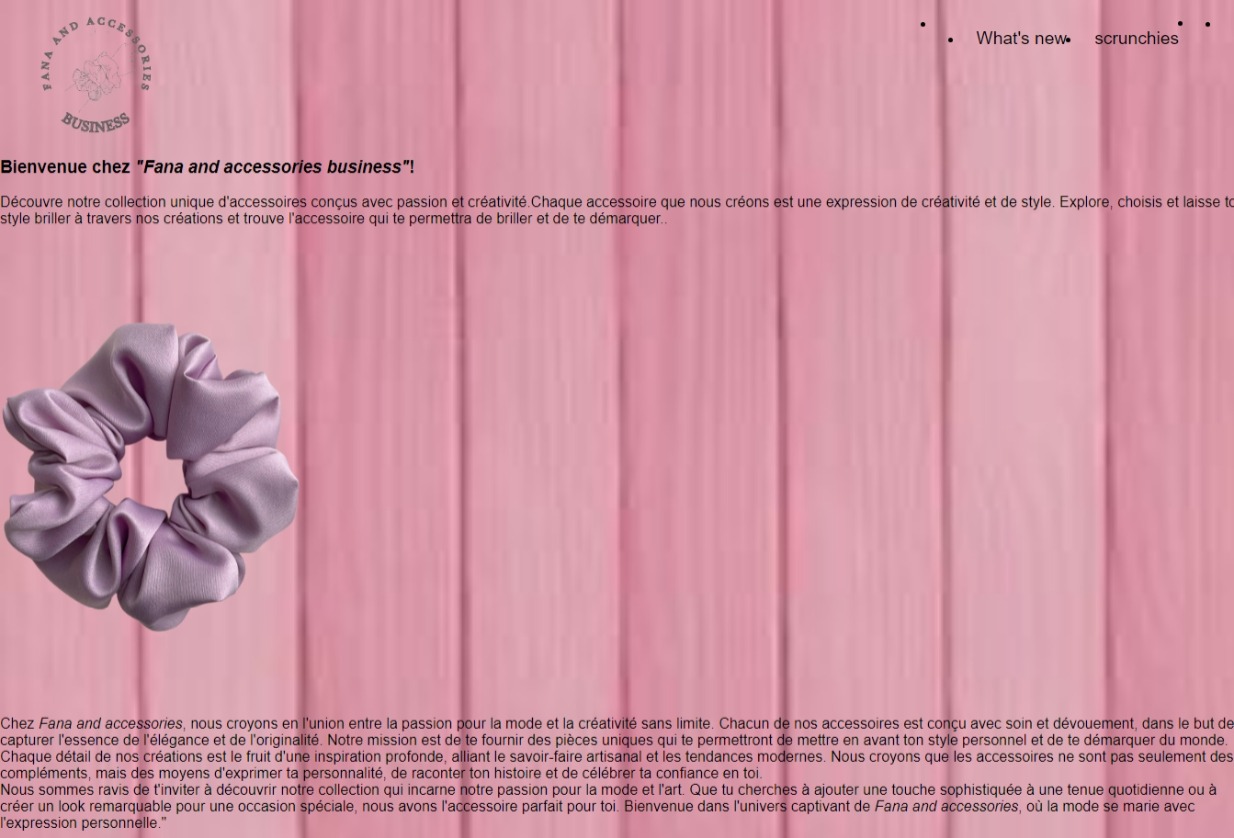 FANA AND ACCESSORIES
BUSINESS
What's new
scrunchies
Bienvenue chez "Fana and accessories business"!
Découvre notre collection unique d'accessoires conçus avec passion et créativité.Chaque accessoire que nous créons est une expression de créativité et de style. Explore, choisis et laisse
style briller à travers nos créations et trouve l'accessoire qui te permettra de briller et de te démarquer..
Chez Fana and accessories, nous croyons en l'union entre la passion pour la mode et la créativité sans limite. Chacun de nos accessoires est conçu avec soin et dévouement, dans le but de
capturer l'essence de l'élégance et de l'originalité. Notre mission est de te fournir des pièces uniques qui te permettront de mettre en avant ton style personnel et de te démarquer du monde.
Chaque détail de nos créations est le fruit d'une inspiration profonde, alliant le savoir-faire artisanal et les tendances modernes. Nous croyons que les accessoires ne sont pas seulement des
compléments, mais des moyens d'exprimer ta personnalité, de raconter ton histoire et de célébrer ta confiance en toi.
Nous sommes ravis de t'inviter à découvrir notre collection qui incarne notre passion pour la mode et l'art. Que tu cherches à ajouter une touche sophistiquée à une tenue quotidienne ou à
créer un look remarquable pour une occasion spéciale, nous avons l'accessoire parfait pour toi. Bienvenue dans l'univers captivant de Fana and accessories, où la mode se marie avec
l'expression personnelle."